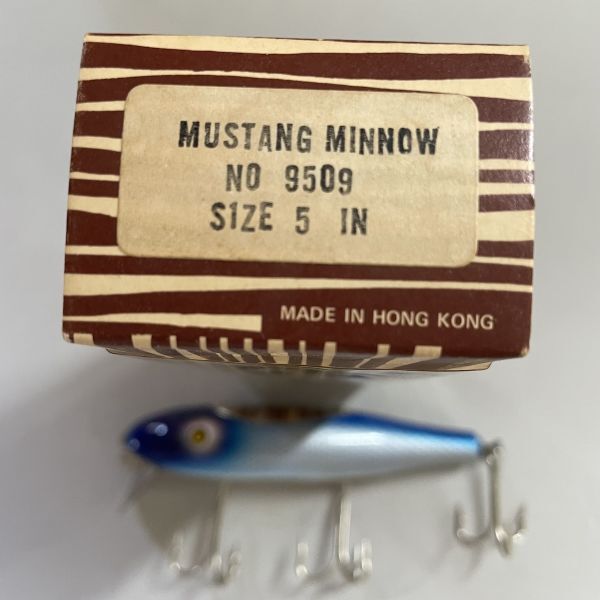 MUSTANG MINNOW
NO 9509
SIZE 5 IN
MADE IN HONG KONG